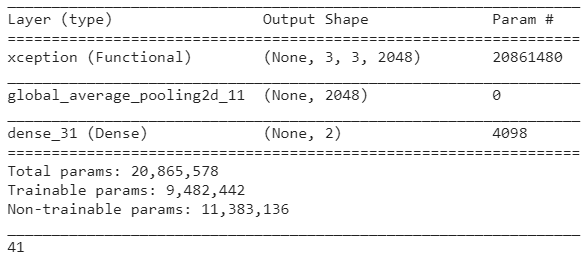 Layer (type) Output Shape Param #
=================================================================
xception (Functional) (None, 3, 3, 2048) 20861480
_________________________________________________________________
global_average_pooling2d_11 (None, 2048) 0
_________________________________________________________________
dense_31 (Dense) (None, 2) 4098
=================================================================
Total params: 20,865,578
Trainable params: 9,482,442
Non-trainable params: 11,383,136
_________________________________________________________________
41